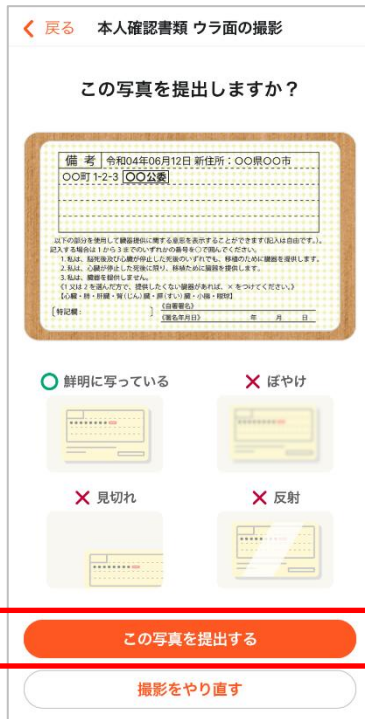 戻る 本人確認書類 ウラ面の撮影
この写真を提出しますか？
備 考 令和04年06月12日 新住所：〇〇県〇〇市
〇〇町 1-2-3 〇〇公委
以下の部分を使用して臓器提供に関する意思を表示することができます(記入は自由です。)。
記入する場合は1から3までのいずれかの番号を〇で囲んでください。
1.私は、脳死後及び心臓が停止した死後のいずれでも、移植のために臓器を提供します。
2.私は、心臓が停止した死後に限り、移植のために臓器を提供します。
3.私は、臓器を提供しません。
《1又は2を選んだ方で、提供したくない臓器があれば、×をつけてください。》
【心臓・肺・肝臓・腎(じん)臓・膵(すい)臓・小腸・眼球】
[特記欄： ] 《自署署名》
《署名年月日》 年 月 日
鮮明に写っている
ぼやけ
見切れ
反射
この写真を提出する
撮影をやり直す